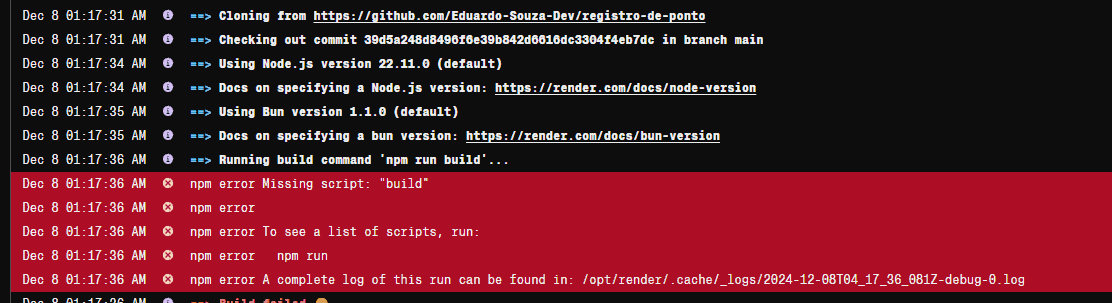 Dec 8 01:17:31 AM ==> Cloning from https://github.com/Eduardo-Souza-Dev/registro-de-ponto
Dec 8 01:17:31 AM ==> Checking out commit 39d5a248d8496f6e39b842d6616dc3304f4eb7dc in branch main
Dec 8 01:17:34 AM ==> Using Node.js version 22.11.0 (default)
Dec 8 01:17:34 AM ==> Docs on specifying a Node.js version: https://render.com/docs/node-version
Dec 8 01:17:35 AM ==> Using Bun version 1.1.0 (default)
Dec 8 01:17:35 AM ==> Docs on specifying a bun version: https://render.com/docs/bun-version
Dec 8 01:17:36 AM ==> Running build command 'npm run build'...
Dec 8 01:17:36 AM npm error Missing script: "build"
Dec 8 01:17:36 AM npm error
Dec 8 01:17:36 AM npm error To see a list of scripts, run:
Dec 8 01:17:36 AM npm error   npm run
Dec 8 01:17:36 AM npm error A complete log of this run can be found in: /opt/render/.cache/_logs/2024-12-08T04_17_36_081Z-debug-0.log
Dec 8 01:17:36 AM ==> Build failed